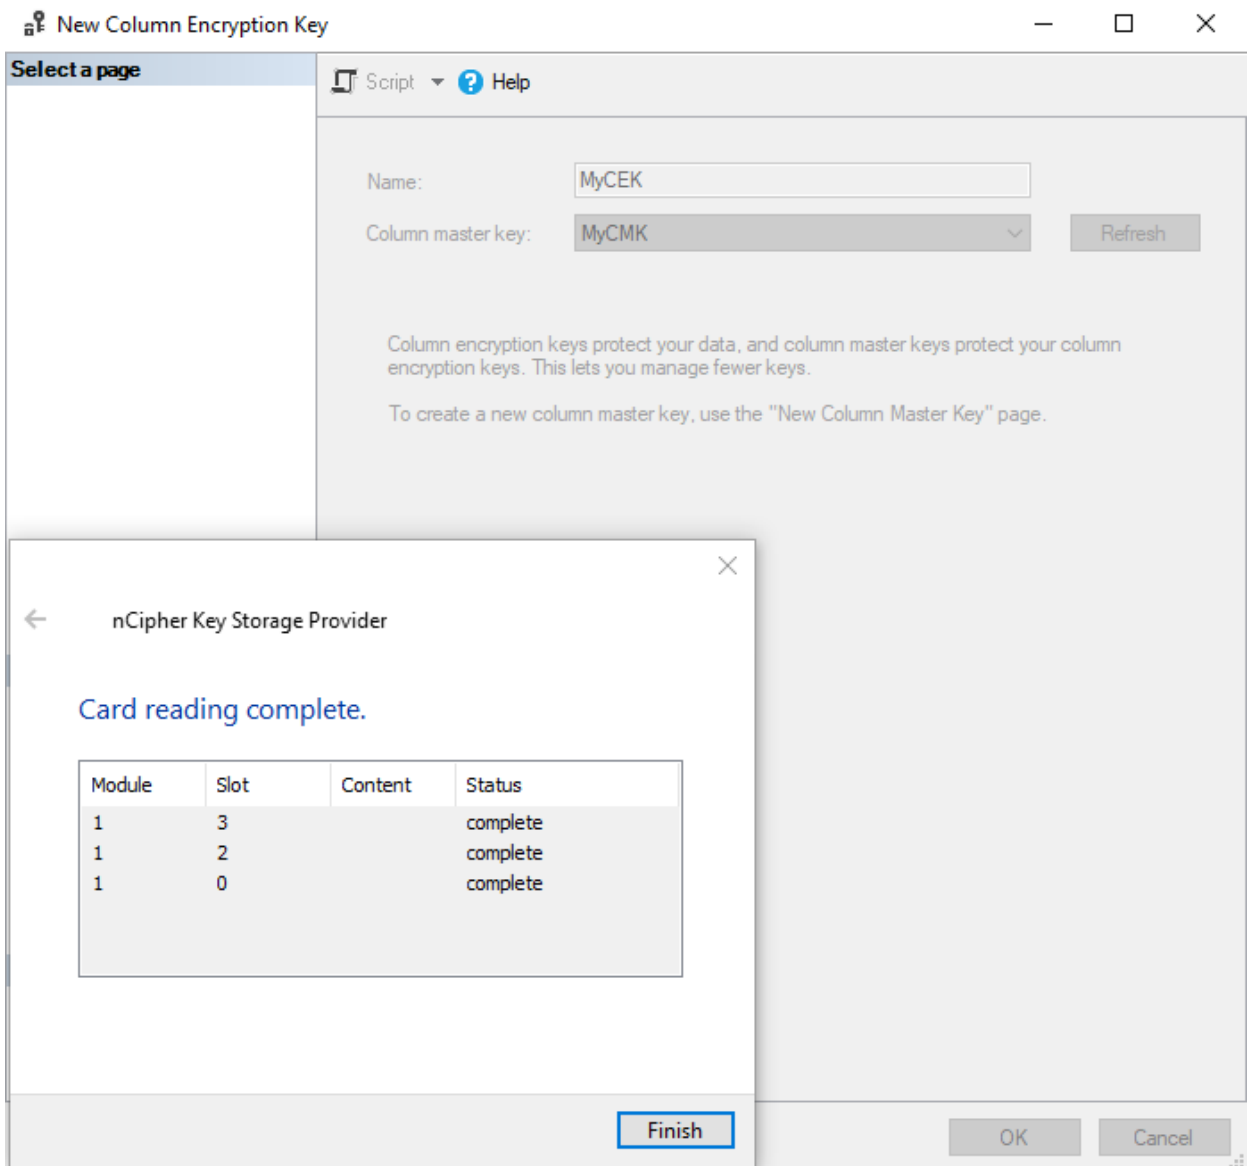 New Column Encryption Key
Select a page
Script Help
Name: MyCEK
Column master key: MyCMK Refresh
Column encryption keys protect your data, and column master keys protect your column
encryption keys. This lets you manage fewer keys.
To create a new column master key, use the "New Column Master Key" page.
nCipher Key Storage Provider
Card reading complete.
Module Slot Content Status
1 3 complete
1 2 complete
1 0 complete
Finish
OK Cancel